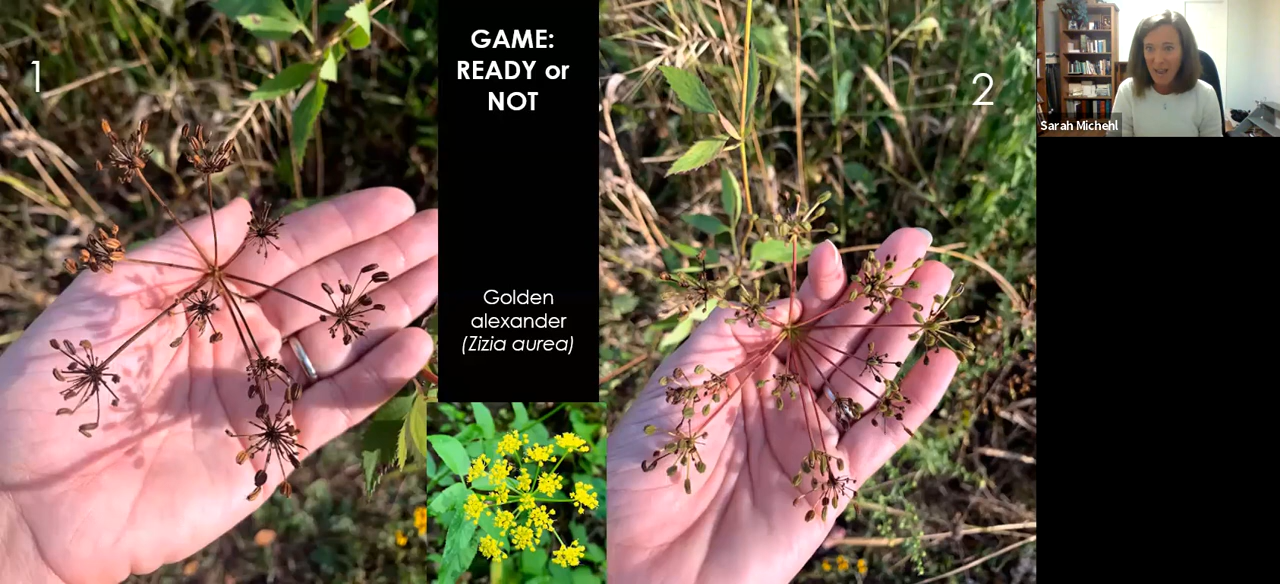 1
GAME:
READY or
NOT
Golden
alexander
(Zizia aurea)
2
Sarah Michehl